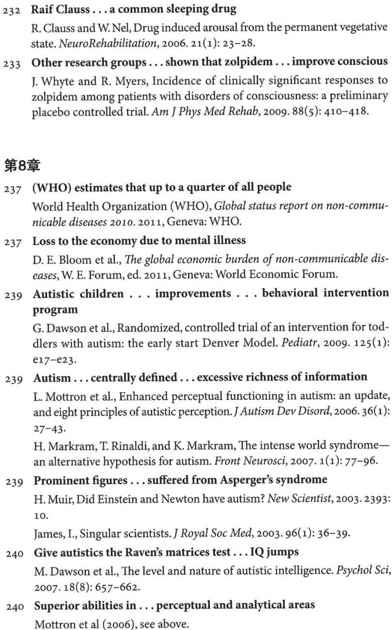 232 Raif Clauss . . . a common sleeping drug
R. Clauss and W. Nel, Drug induced arousal from the permanent vegetative
state. NeuroRehabilitation, 2006. 21(1): 23–28.
233 Other research groups . . . shown that zolpidem . . . improve conscious
J. Whyte and R. Myers, Incidence of clinically significant responses to
zolpidem among patients with disorders of consciousness: a preliminary
placebo controlled trial. Am J Phys Med Rehab, 2009. 88(5): 410–418.
第8章
237 (WHO) estimates that up to a quarter of all people
World Health Organization (WHO), Global status report on non-commu-
nicable diseases 2010. 2011, Geneva: WHO.
237 Loss to the economy due to mental illness
D. E. Bloom et al., The global economic burden of non-communicable dis-
eases, W. E. Forum, ed. 2011, Geneva: World Economic Forum.
239 Autistic children . . . improvements . . . behavioral intervention
program
G. Dawson et al., Randomized, controlled trial of an intervention for tod-
dlers with autism: the early start Denver Model. Pediatr, 2009. 125(1):
e17–e23.
239 Autism . . . centrally defined . . . excessive richness of information
L. Mottron et al., Enhanced perceptual functioning in autism: an update,
and eight principles of autistic perception. J Autism Dev Disord, 2006. 36(1):
27–43.
H. Markram, T. Rinaldi, and K. Markram, The intense world syndrome—
an alternative hypothesis for autism. Front Neurosci, 2007. 1(1): 77–96.
239 Prominent figures . . . suffered from Asperger's syndrome
H. Muir, Did Einstein and Newton have autism? New Scientist, 2003. 2393:
10.
James, I., Singular scientists. J Royal Soc Med, 2003. 96(1): 36–39.
240 Give autistics the Raven's matrices test . . . IQ jumps
M. Dawson et al., The level and nature of autistic intelligence. Psychol Sci,
2007. 18(8): 657–662.
240 Superior abilities in . . . perceptual and analytical areas
Mottron et al (2006), see above.